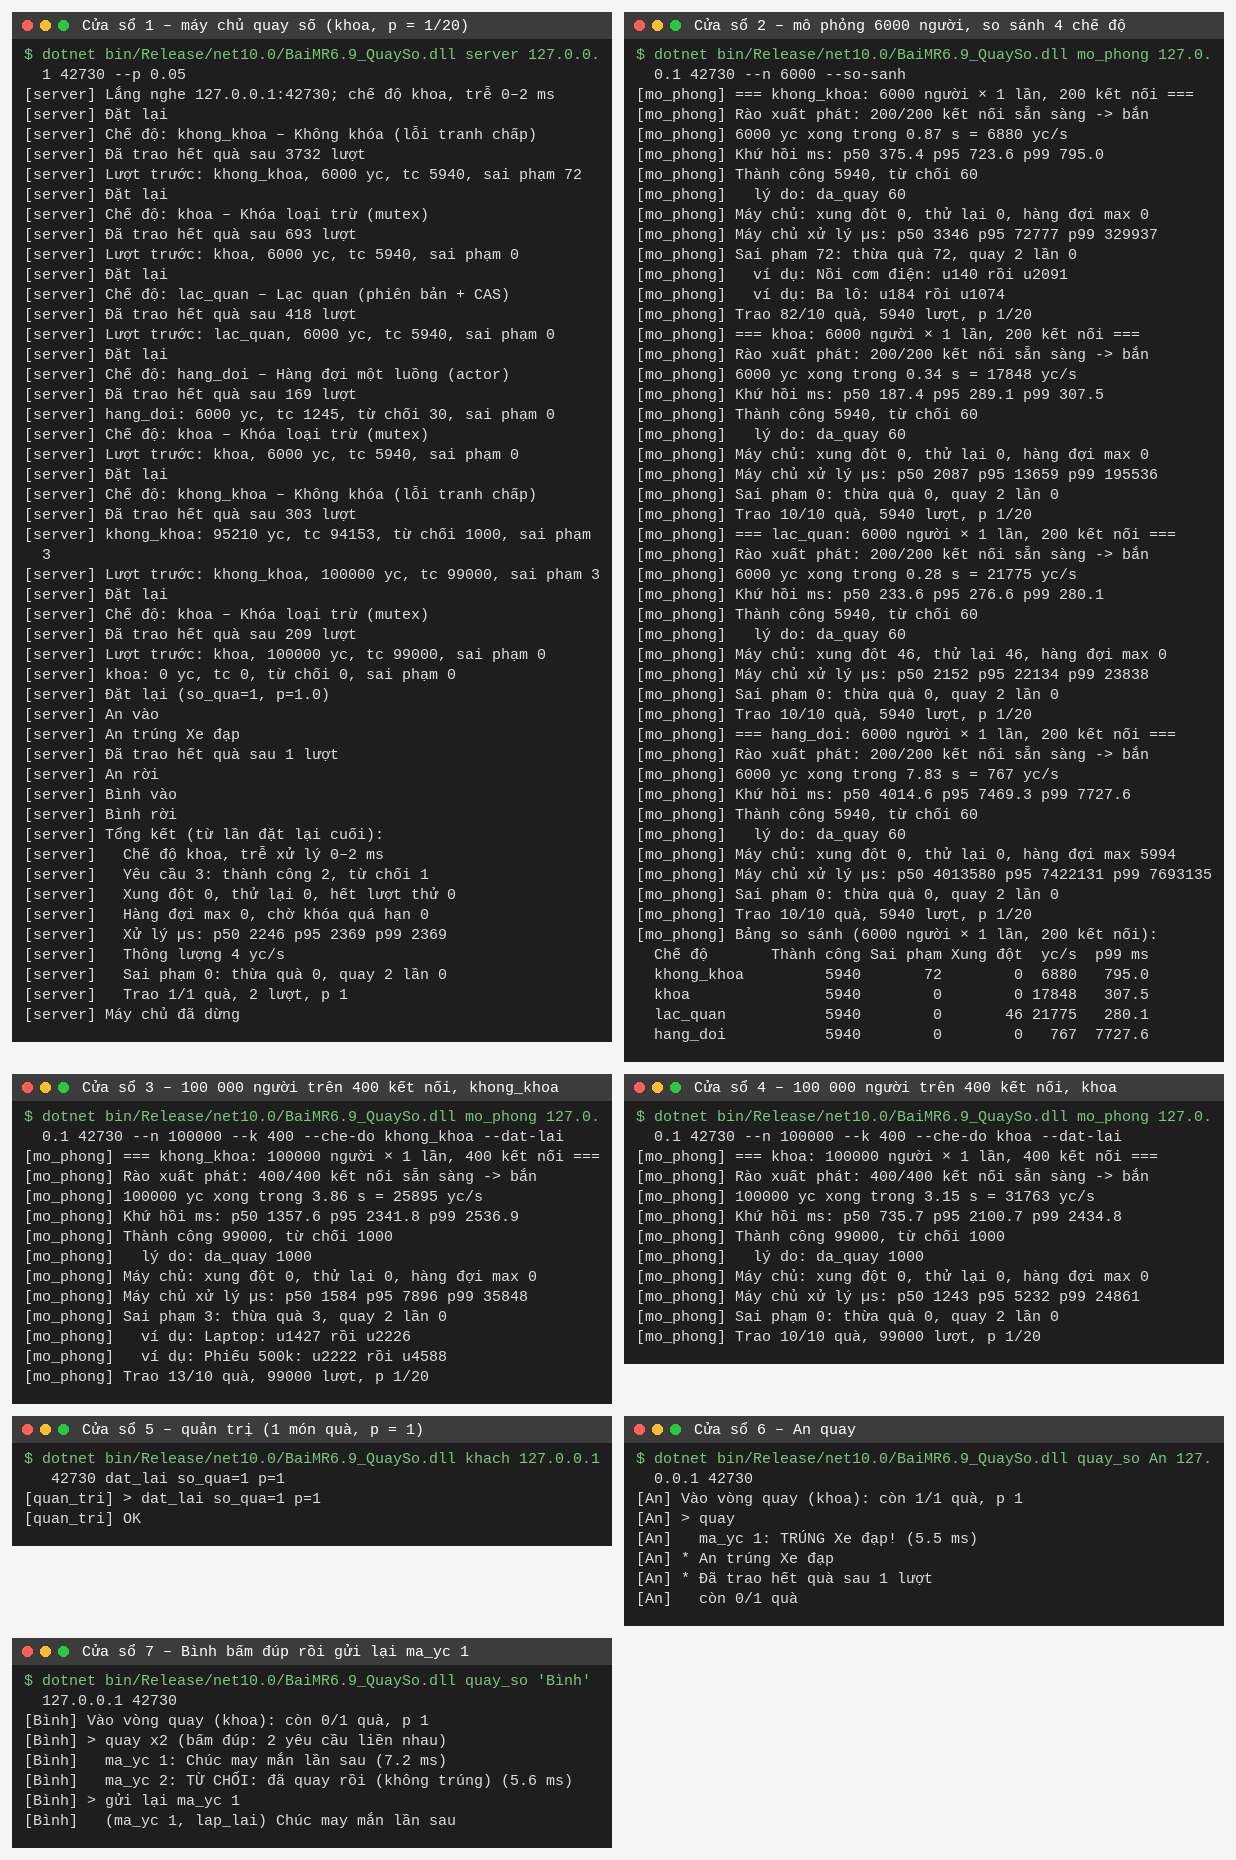 Cửa sổ 1 – máy chủ quay số (khoa, p = 1/20)
$ dotnet bin/Release/net10.0/BaiMR6.9_QuaySo.dll server 127.0.0.
1 42730 --p 0.05
[server] Lắng nghe 127.0.0.1:42730; chế độ khoa, trễ 0–2 ms
[server] Đặt lại
[server] Chế độ: khong_khoa – Không khóa (lỗi tranh chấp)
[server] Đã trao hết quà sau 3732 lượt
[server] Lượt trước: khong_khoa, 6000 yc, tc 5940, sai phạm 72
[server] Đặt lại
[server] Chế độ: khoa – Khóa loại trừ (mutex)
[server] Đã trao hết quà sau 693 lượt
[server] Lượt trước: khoa, 6000 yc, tc 5940, sai phạm 0
[server] Đặt lại
[server] Chế độ: lac_quan – Lạc quan (phiên bản + CAS)
[server] Đã trao hết quà sau 418 lượt
[server] Lượt trước: lac_quan, 6000 yc, tc 5940, sai phạm 0
[server] Đặt lại
[server] Chế độ: hang_doi – Hàng đợi một luồng (actor)
[server] Đã trao hết quà sau 169 lượt
[server] hang_doi: 6000 yc, tc 1245, từ chối 30, sai phạm 0
[server] Chế độ: khoa – Khóa loại trừ (mutex)
[server] Lượt trước: khoa, 6000 yc, tc 5940, sai phạm 0
[server] Đặt lại
[server] Chế độ: khong_khoa – Không khóa (lỗi tranh chấp)
[server] Đã trao hết quà sau 303 lượt
[server] khong_khoa: 95210 yc, tc 94153, từ chối 1000, sai phạm
3
[server] Lượt trước: khong_khoa, 100000 yc, tc 99000, sai phạm 3
[server] Đặt lại
[server] Chế độ: khoa – Khóa loại trừ (mutex)
[server] Đã trao hết quà sau 209 lượt
[server] Lượt trước: khoa, 100000 yc, tc 99000, sai phạm 0
[server] khoa: 0 yc, tc 0, từ chối 0, sai phạm 0
[server] Đặt lại (so_qua=1, p=1.0)
[server] An vào
[server] An trúng Xe đạp
[server] Đã trao hết quà sau 1 lượt
[server] An rời
[server] Bình vào
[server] Bình rời
[server] Tổng kết (từ lần đặt lại cuối):
[server]   Chế độ khoa, trễ xử lý 0–2 ms
[server]   Yêu cầu 3: thành công 2, từ chối 1
[server]   Xung đột 0, thử lại 0, hết lượt thử 0
[server]   Hàng đợi max 0, chờ khóa quá hạn 0
[server]   Xử lý µs: p50 2246 p95 2369 p99 2369
[server]   Thông lượng 4 yc/s
[server]   Sai phạm 0: thừa quà 0, quay 2 lần 0
[server]   Trao 1/1 quà, 2 lượt, p 1
[server] Máy chủ đã dừng
Cửa sổ 2 – mô phỏng 6000 người, so sánh 4 chế độ
$ dotnet bin/Release/net10.0/BaiMR6.9_QuaySo.dll mo_phong 127.0.
0.1 42730 --n 6000 --so-sanh
[mo_phong] === khong_khoa: 6000 người × 1 lần, 200 kết nối ===
[mo_phong] Rào xuất phát: 200/200 kết nối sẵn sàng -> bắn
[mo_phong] 6000 yc xong trong 0.87 s = 6880 yc/s
[mo_phong] Khứ hồi ms: p50 375.4 p95 723.6 p99 795.0
[mo_phong] Thành công 5940, từ chối 60
[mo_phong]   lý do: da_quay 60
[mo_phong] Máy chủ: xung đột 0, thử lại 0, hàng đợi max 0
[mo_phong] Máy chủ xử lý µs: p50 3346 p95 72777 p99 329937
[mo_phong] Sai phạm 72: thừa quà 72, quay 2 lần 0
[mo_phong]   ví dụ: Nồi cơm điện: u140 rồi u2091
[mo_phong]   ví dụ: Ba lô: u184 rồi u1074
[mo_phong] Trao 82/10 quà, 5940 lượt, p 1/20
[mo_phong] === khoa: 6000 người × 1 lần, 200 kết nối ===
[mo_phong] Rào xuất phát: 200/200 kết nối sẵn sàng -> bắn
[mo_phong] 6000 yc xong trong 0.34 s = 17848 yc/s
[mo_phong] Khứ hồi ms: p50 187.4 p95 289.1 p99 307.5
[mo_phong] Thành công 5940, từ chối 60
[mo_phong]   lý do: da_quay 60
[mo_phong] Máy chủ: xung đột 0, thử lại 0, hàng đợi max 0
[mo_phong] Máy chủ xử lý µs: p50 2087 p95 13659 p99 195536
[mo_phong] Sai phạm 0: thừa quà 0, quay 2 lần 0
[mo_phong] Trao 10/10 quà, 5940 lượt, p 1/20
[mo_phong] === lac_quan: 6000 người × 1 lần, 200 kết nối ===
[mo_phong] Rào xuất phát: 200/200 kết nối sẵn sàng -> bắn
[mo_phong] 6000 yc xong trong 0.28 s = 21775 yc/s
[mo_phong] Khứ hồi ms: p50 233.6 p95 276.6 p99 280.1
[mo_phong] Thành công 5940, từ chối 60
[mo_phong]   lý do: da_quay 60
[mo_phong] Máy chủ: xung đột 46, thử lại 46, hàng đợi max 0
[mo_phong] Máy chủ xử lý µs: p50 2152 p95 22134 p99 23838
[mo_phong] Sai phạm 0: thừa quà 0, quay 2 lần 0
[mo_phong] Trao 10/10 quà, 5940 lượt, p 1/20
[mo_phong] === hang_doi: 6000 người × 1 lần, 200 kết nối ===
[mo_phong] Rào xuất phát: 200/200 kết nối sẵn sàng -> bắn
[mo_phong] 6000 yc xong trong 7.83 s = 767 yc/s
[mo_phong] Khứ hồi ms: p50 4014.6 p95 7469.3 p99 7727.6
[mo_phong] Thành công 5940, từ chối 60
[mo_phong]   lý do: da_quay 60
[mo_phong] Máy chủ: xung đột 0, thử lại 0, hàng đợi max 5994
[mo_phong] Máy chủ xử lý µs: p50 4013580 p95 7422131 p99 7693135
[mo_phong] Sai phạm 0: thừa quà 0, quay 2 lần 0
[mo_phong] Trao 10/10 quà, 5940 lượt, p 1/20
[mo_phong] Bảng so sánh (6000 người × 1 lần, 200 kết nối):
Chế độ       Thành công Sai phạm Xung đột  yc/s  p99 ms
khong_khoa         5940       72        0  6880   795.0
khoa               5940        0        0 17848   307.5
lac_quan           5940        0       46 21775   280.1
hang_doi           5940        0        0   767  7727.6
Cửa sổ 3 – 100 000 người trên 400 kết nối, khong_khoa
$ dotnet bin/Release/net10.0/BaiMR6.9_QuaySo.dll mo_phong 127.0.
0.1 42730 --n 100000 --k 400 --che-do khong_khoa --dat-lai
[mo_phong] === khong_khoa: 100000 người × 1 lần, 400 kết nối ===
[mo_phong] Rào xuất phát: 400/400 kết nối sẵn sàng -> bắn
[mo_phong] 100000 yc xong trong 3.86 s = 25895 yc/s
[mo_phong] Khứ hồi ms: p50 1357.6 p95 2341.8 p99 2536.9
[mo_phong] Thành công 99000, từ chối 1000
[mo_phong]   lý do: da_quay 1000
[mo_phong] Máy chủ: xung đột 0, thử lại 0, hàng đợi max 0
[mo_phong] Máy chủ xử lý µs: p50 1584 p95 7896 p99 35848
[mo_phong] Sai phạm 3: thừa quà 3, quay 2 lần 0
[mo_phong]   ví dụ: Laptop: u1427 rồi u2226
[mo_phong]   ví dụ: Phiếu 500k: u2222 rồi u4588
[mo_phong] Trao 13/10 quà, 99000 lượt, p 1/20
Cửa sổ 4 – 100 000 người trên 400 kết nối, khoa
$ dotnet bin/Release/net10.0/BaiMR6.9_QuaySo.dll mo_phong 127.0.
0.1 42730 --n 100000 --k 400 --che-do khoa --dat-lai
[mo_phong] === khoa: 100000 người × 1 lần, 400 kết nối ===
[mo_phong] Rào xuất phát: 400/400 kết nối sẵn sàng -> bắn
[mo_phong] 100000 yc xong trong 3.15 s = 31763 yc/s
[mo_phong] Khứ hồi ms: p50 735.7 p95 2100.7 p99 2434.8
[mo_phong] Thành công 99000, từ chối 1000
[mo_phong]   lý do: da_quay 1000
[mo_phong] Máy chủ: xung đột 0, thử lại 0, hàng đợi max 0
[mo_phong] Máy chủ xử lý µs: p50 1243 p95 5232 p99 24861
[mo_phong] Sai phạm 0: thừa quà 0, quay 2 lần 0
[mo_phong] Trao 10/10 quà, 99000 lượt, p 1/20
Cửa sổ 5 – quản trị (1 món quà, p = 1)
$ dotnet bin/Release/net10.0/BaiMR6.9_QuaySo.dll khach 127.0.0.1
42730 dat_lai so_qua=1 p=1
[quan_tri] > dat_lai so_qua=1 p=1
[quan_tri] OK
Cửa sổ 6 – An quay
$ dotnet bin/Release/net10.0/BaiMR6.9_QuaySo.dll quay_so An 127.
0.0.1 42730
[An] Vào vòng quay (khoa): còn 1/1 quà, p 1
[An] > quay
[An]   ma_yc 1: TRÚNG Xe đạp! (5.5 ms)
[An] * An trúng Xe đạp
[An] * Đã trao hết quà sau 1 lượt
[An]   còn 0/1 quà
Cửa sổ 7 – Bình bấm đúp rồi gửi lại ma_yc 1
$ dotnet bin/Release/net10.0/BaiMR6.9_QuaySo.dll quay_so 'Bình'
127.0.0.1 42730
[Bình] Vào vòng quay (khoa): còn 0/1 quà, p 1
[Bình] > quay x2 (bấm đúp: 2 yêu cầu liền nhau)
[Bình]   ma_yc 1: Chúc may mắn lần sau (7.2 ms)
[Bình]   ma_yc 2: TỪ CHỐI: đã quay rồi (không trúng) (5.6 ms)
[Bình] > gửi lại ma_yc 1
[Bình]   (ma_yc 1, lap_lai) Chúc may mắn lần sau